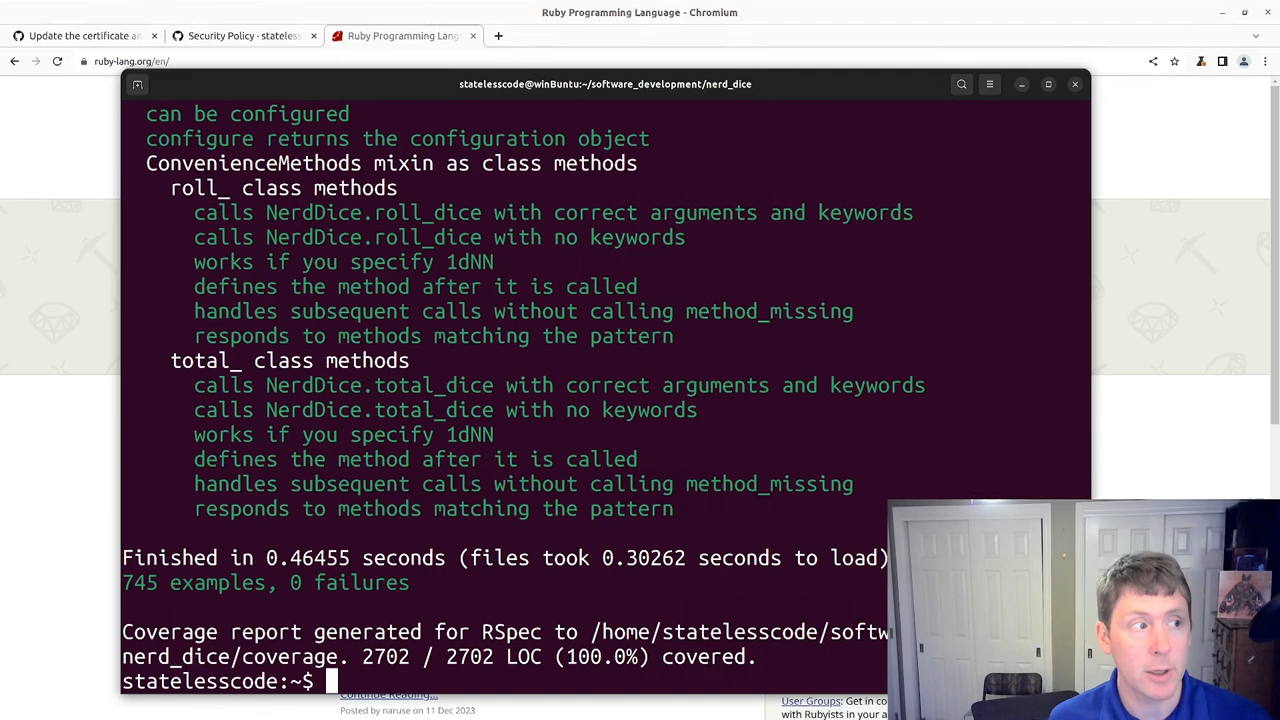 Ruby Programming Language - Chromium
Update the certificate an
Security Policy · stateles
Ruby Programming Lang
ruby-lang.org/en/
statelesscode@winBuntu:~/software_development/nerd_dice
can be configured
configure returns the configuration object
ConvenienceMethods mixin as class methods
roll_ class methods
calls NerdDice.roll_dice with correct arguments and keywords
calls NerdDice.roll_dice with no keywords
works if you specify 1dNN
defines the method after it is called
handles subsequent calls without calling method_missing
responds to methods matching the pattern
total_ class methods
calls NerdDice.total_dice with correct arguments and keywords
calls NerdDice.total_dice with no keywords
works if you specify 1dNN
defines the method after it is called
handles subsequent calls without calling method_missing
responds to methods matching the pattern
Finished in 0.46455 seconds (files took 0.30262 seconds to load)
745 examples, 0 failures
Coverage report generated for RSpec to /home/statelesscode/softw
nerd_dice/coverage. 2702 / 2702 LOC (100.0%) covered.
statelesscode:~$
Continue Reading...
Posted by naruse on 11 Dec 2023
User Groups: Get in co
with Rubyists in your a